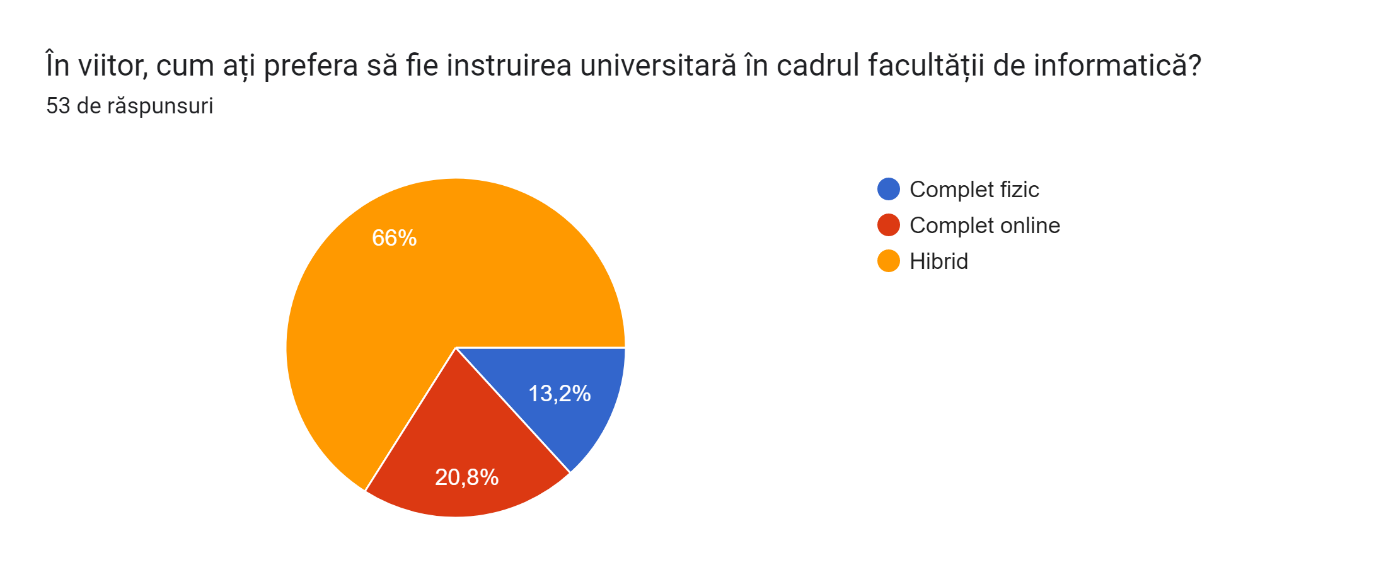 În viitor, cum ați prefera să fie instruirea universitară în cadrul facultății de informatică?
53 de răspunsuri
Complet fizic
Complet online
Hibrid
66%
13,2%
20,8%